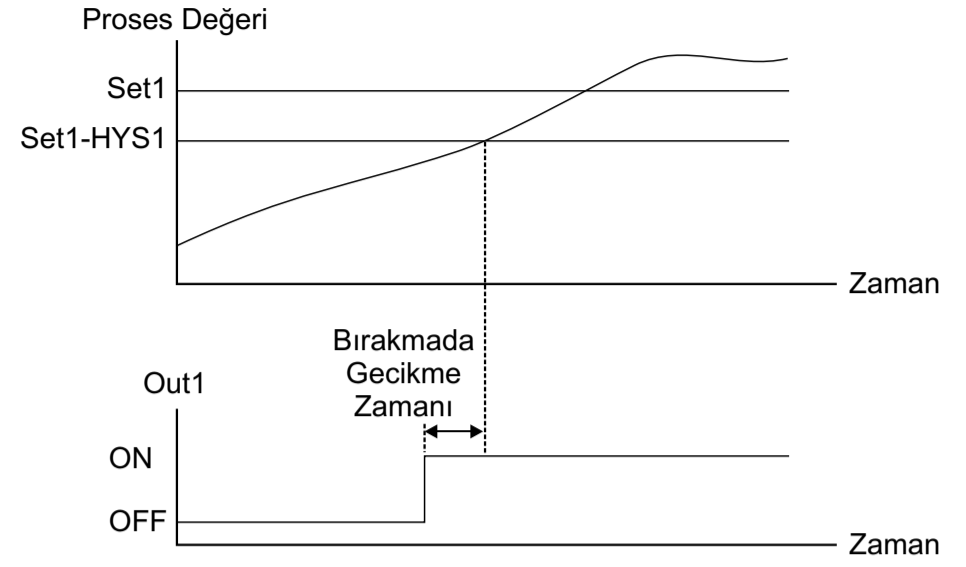 Proses Değeri
Set1
Set1-HYS1
Zaman
Bırakmada
Gecikme
Zamanı
Out1
ON
OFF
Zaman